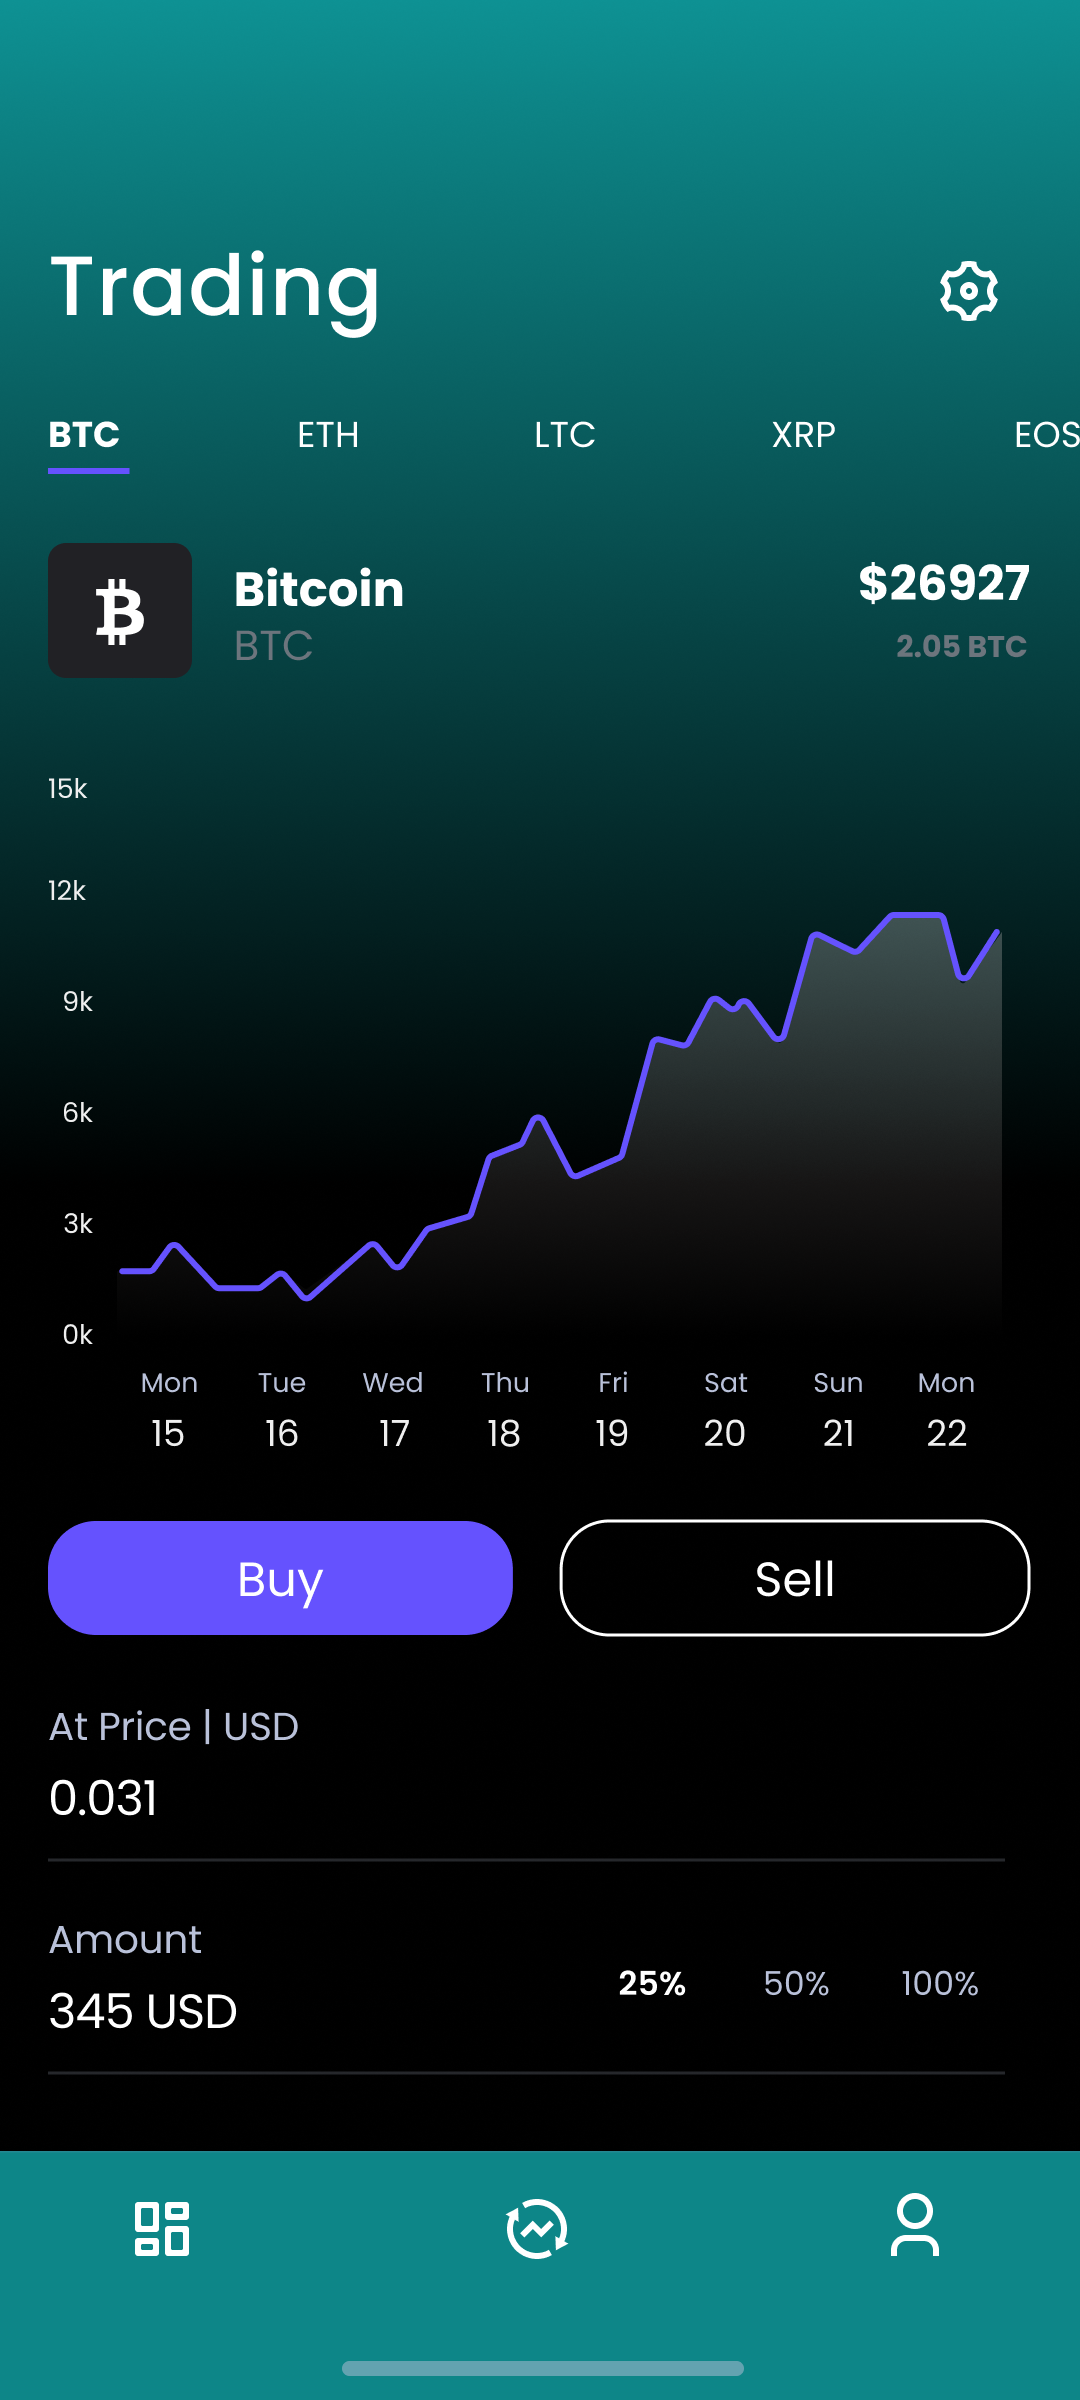 Trading
BTC ETH LTC XRP EOS
Bitcoin $26927
BTC 2.05 BTC
15k
12k
9k
6k
3k
0k
Mon Tue Wed Thu Fri Sat Sun Mon
15 16 17 18 19 20 21 22
Buy Sell
At Price | USD
0.031
Amount
25% 50% 100%
345 USD